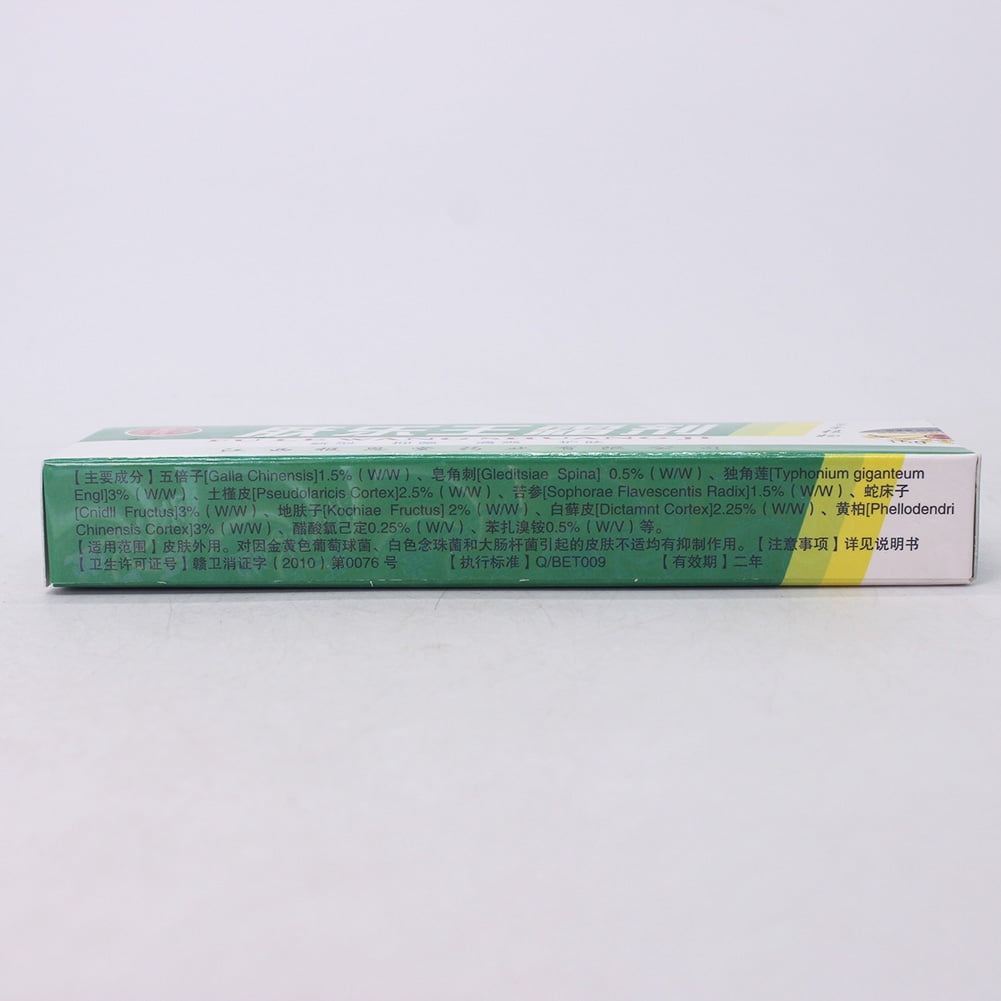 【主要成分】五倍子[Galla Chinensis]1.5%（W/W）、皂角刺[Gleditsiae Spina] 0.5%（W/W）、独角莲[Typhonium giganteum
Engl]3%（W/W）、土槿皮[Pseudolaricis Cortex]2.5%（W/W）、苦参[Sophorae Flavescentis Radix]1.5%（W/W）、蛇床子
[Cnidll Fructus]3%（W/W）、地肤子[Kochiae Fructus] 2%（W/W）、白藓皮[Dictamnt Cortex]2.25%（W/W）、黄柏[Phellodendri
Chinensis Cortex]3%（W/W）、醋酸氯己定0.25%（W/V）、苯扎溴铵0.5%（W/V）等。
【适用范围】皮肤外用。对因金黄色葡萄球菌、白色念珠菌和大肠杆菌引起的皮肤不适均有抑制作用。【注意事项】详见说明书
【卫生许可证号】赣卫消证字（2010）第0076 号 【执行标准】Q/BET009 【有效期】二年